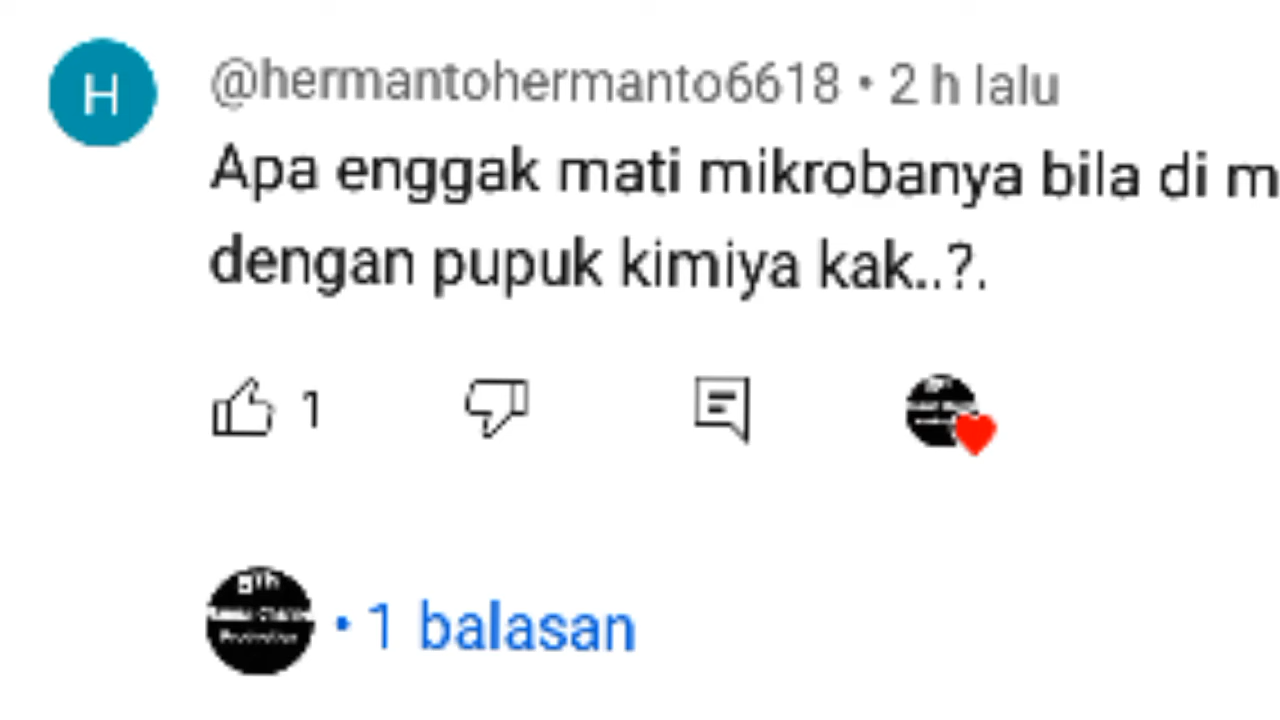 H
@hermantohermanto6618 • 2 h lalu
Apa enggak mati mikrobanya bila di m
dengan pupuk kimiya kak..?.
1
• 1 balasan